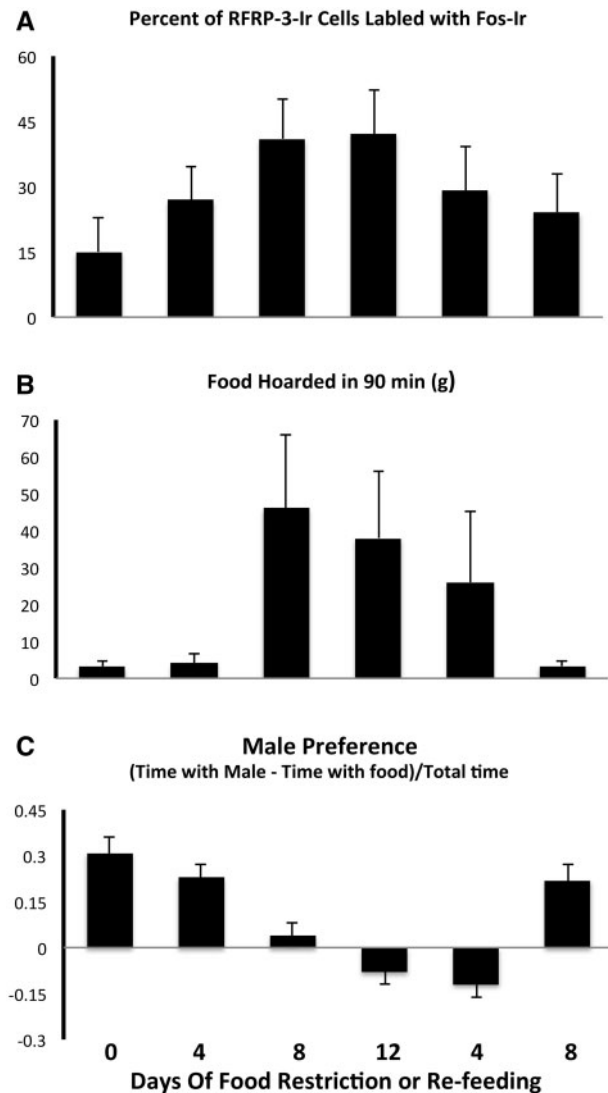 A
Percent of RFRP-3-Ir Cells Labled with Fos-Ir
60
45
30
15
0
B
Food Hoarded in 90 min (g)
70
60
50
40
30
20
10
0
C
Male Preference
(Time with Male - Time with food)/Total time
0.45
0.3
0.15
0
-0.15
-0.3
0 4 8 12 4 8
Days Of Food Restriction or Re-feeding